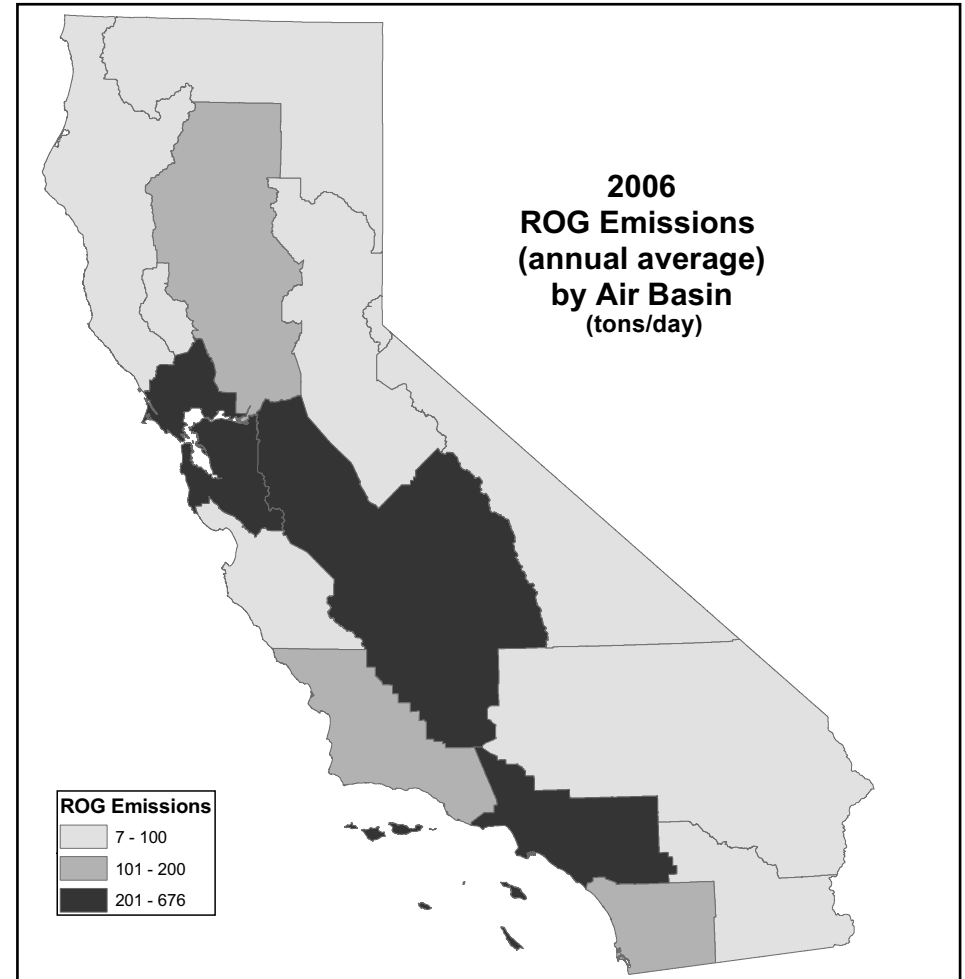 2006
ROG Emissions
(annual average)
by Air Basin
(tons/day)
ROG Emissions
7 - 100
101 - 200
201 - 676